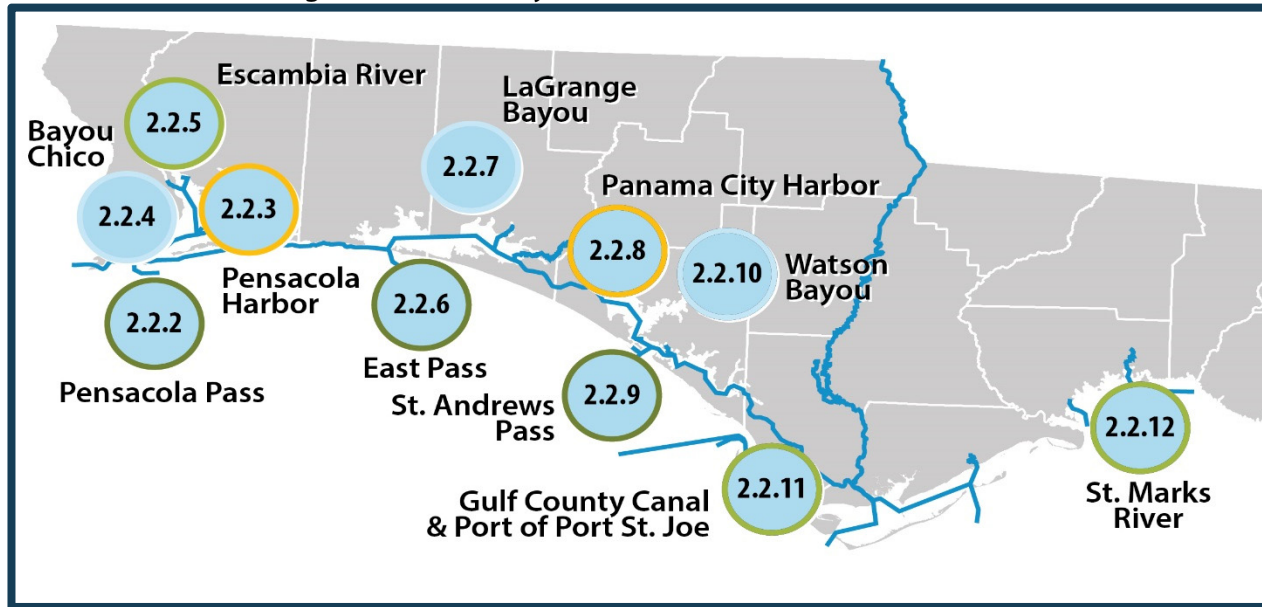 Escambia River
2.2.5
Bayou
Chico
2.2.4
2.2.3
Pensacola
Harbor
2.2.2
Pensacola Pass
LaGrange
Bayou
2.2.7
2.2.6
East Pass
Panama City Harbor
2.2.8
2.2.10
Watson
Bayou
2.2.9
St. Andrews
Pass
2.2.11
Gulf County Canal
& Port of Port St. Joe
2.2.12
St. Marks
River